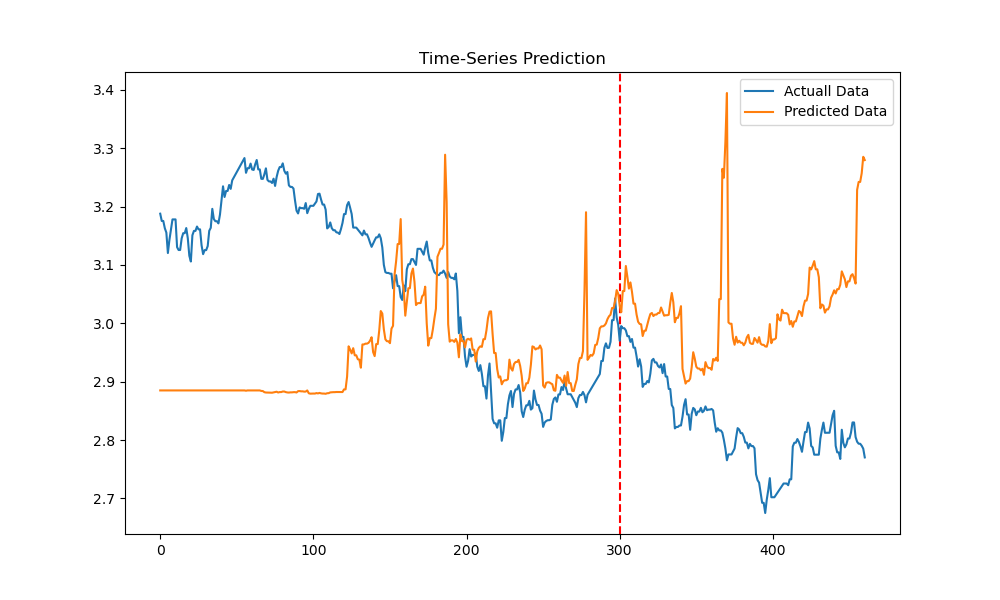 Time-Series Prediction
Actuall Data
Predicted Data
3.4
3.3
3.2
3.1
3.0
2.9
2.8
2.7
0 100 200 300 400